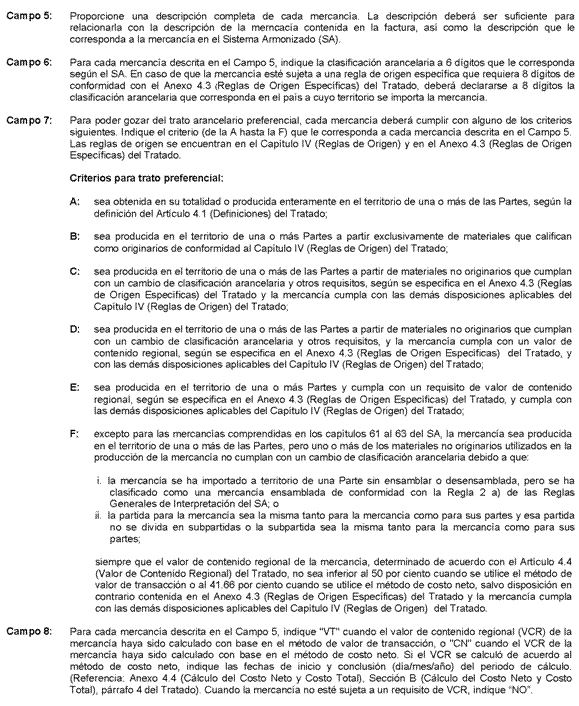 Campo 5: Proporcione una descripción completa de cada mercancía. La descripción deberá ser suficiente para
relacionarla con la descripción de la merncacía contenida en la factura, así como la descripción que le
corresponda a la mercancía en el Sistema Armonizado (SA).
Campo 6: Para cada mercancía descrita en el Campo 5, indique la clasificación arancelaria a 6 dígitos que le corresponda
según el SA. En caso de que la mercancía esté sujeta a una regla de origen específica que requiera 8 dígitos de
conformidad con el Anexo 4.3 (Reglas de Origen Específicas) del Tratado, deberá declararse a 8 dígitos la
clasificación arancelaria que corresponda en el país a cuyo territorio se importa la mercancía.
Campo 7: Para poder gozar del trato arancelario preferencial, cada mercancía deberá cumplir con alguno de los criterios
siguientes. Indique el criterio (de la A hasta la F) que le corresponda a cada mercancía descrita en el Campo 5.
Las reglas de origen se encuentran en el Capítulo IV (Reglas de Origen) y en el Anexo 4.3 (Reglas de Origen
Específicas) del Tratado.
Criterios para trato preferencial:
A: sea obtenida en su totalidad o producida enteramente en el territorio de una o más de las Partes, según la
definición del Artículo 4.1 (Definiciones) del Tratado;
B: sea producida en el territorio de una o más Partes a partir exclusivamente de materiales que califican
como originarios de conformidad al Capítulo IV (Reglas de Origen) del Tratado;
C: sea producida en el territorio de una o más de las Partes a partir de materiales no originarios que cumplan
con un cambio de clasificación arancelaria y otros requisitos, según se especifica en el Anexo 4.3 (Reglas
de Origen Específicas) del Tratado y la mercancía cumpla con las demás disposiciones aplicables del
Capítulo IV (Reglas de Origen) del Tratado;
D: sea producida en el territorio de una o más de las Partes a partir de materiales no originarios que cumplan
con un cambio de clasificación arancelaria y otros requisitos, y la mercancía cumpla con un valor de
contenido regional, según se especifica en el Anexo 4.3 (Reglas de Origen Específicas) del Tratado, y
con las demás disposiciones aplicables del Capítulo IV (Reglas de Origen) del Tratado;
E: sea producida en el territorio de una o más Partes y cumpla con un requisito de valor de contenido
regional, según se especifica en el Anexo 4.3 (Reglas de Origen Específicas) del Tratado, y cumpla con
las demás disposiciones aplicables del Capítulo IV (Reglas de Origen) del Tratado;
F: excepto para las mercancías comprendidas en los capítulos 61 al 63 del SA, la mercancía sea producida
en el territorio de una o más de las Partes, pero uno o más de los materiales no originarios utilizados en la
producción de la mercancía no cumplan con un cambio de clasificación arancelaria debido a que:
i. la mercancía se ha importado a territorio de una Parte sin ensamblar o desensamblada, pero se ha
clasificado como una mercancía ensamblada de conformidad con la Regla 2 a) de las Reglas
Generales de Interpretación del SA; o
ii. la partida para la mercancía sea la misma tanto para la mercancía como para sus partes y esa partida
no se divida en subpartidas o la subpartida sea la misma tanto para la mercancía como para sus
partes;
siempre que el valor de contenido regional de la mercancía, determinado de acuerdo con el Artículo 4.4
(Valor de Contenido Regional) del Tratado, no sea inferior al 50 por ciento cuando se utilice el método de
valor de transacción o al 41.66 por ciento cuando se utilice el método de costo neto, salvo disposición en
contrario contenida en el Anexo 4.3 (Reglas de Origen Específicas) del Tratado y la mercancía cumpla
con las demás disposiciones aplicables del Capítulo IV (Reglas de Origen) del Tratado.
Campo 8: Para cada mercancía descrita en el Campo 5, indique "VT" cuando el valor de contenido regional (VCR) de la
mercancía haya sido calculado con base en el método de valor de transacción, o "CN" cuando el VCR de la
mercancía haya sido calculado con base en el método de costo neto. Si el VCR se calculó de acuerdo al
método de costo neto, indique las fechas de inicio y conclusión (día/mes/año) del periodo de cálculo.
(Referencia: Anexo 4.4 (Cálculo del Costo Neto y Costo Total), Sección B (Cálculo del Costo Neto y Costo
Total), párrafo 4 del Tratado). Cuando la mercancía no esté sujeta a un requisito de VCR, indique "NO".